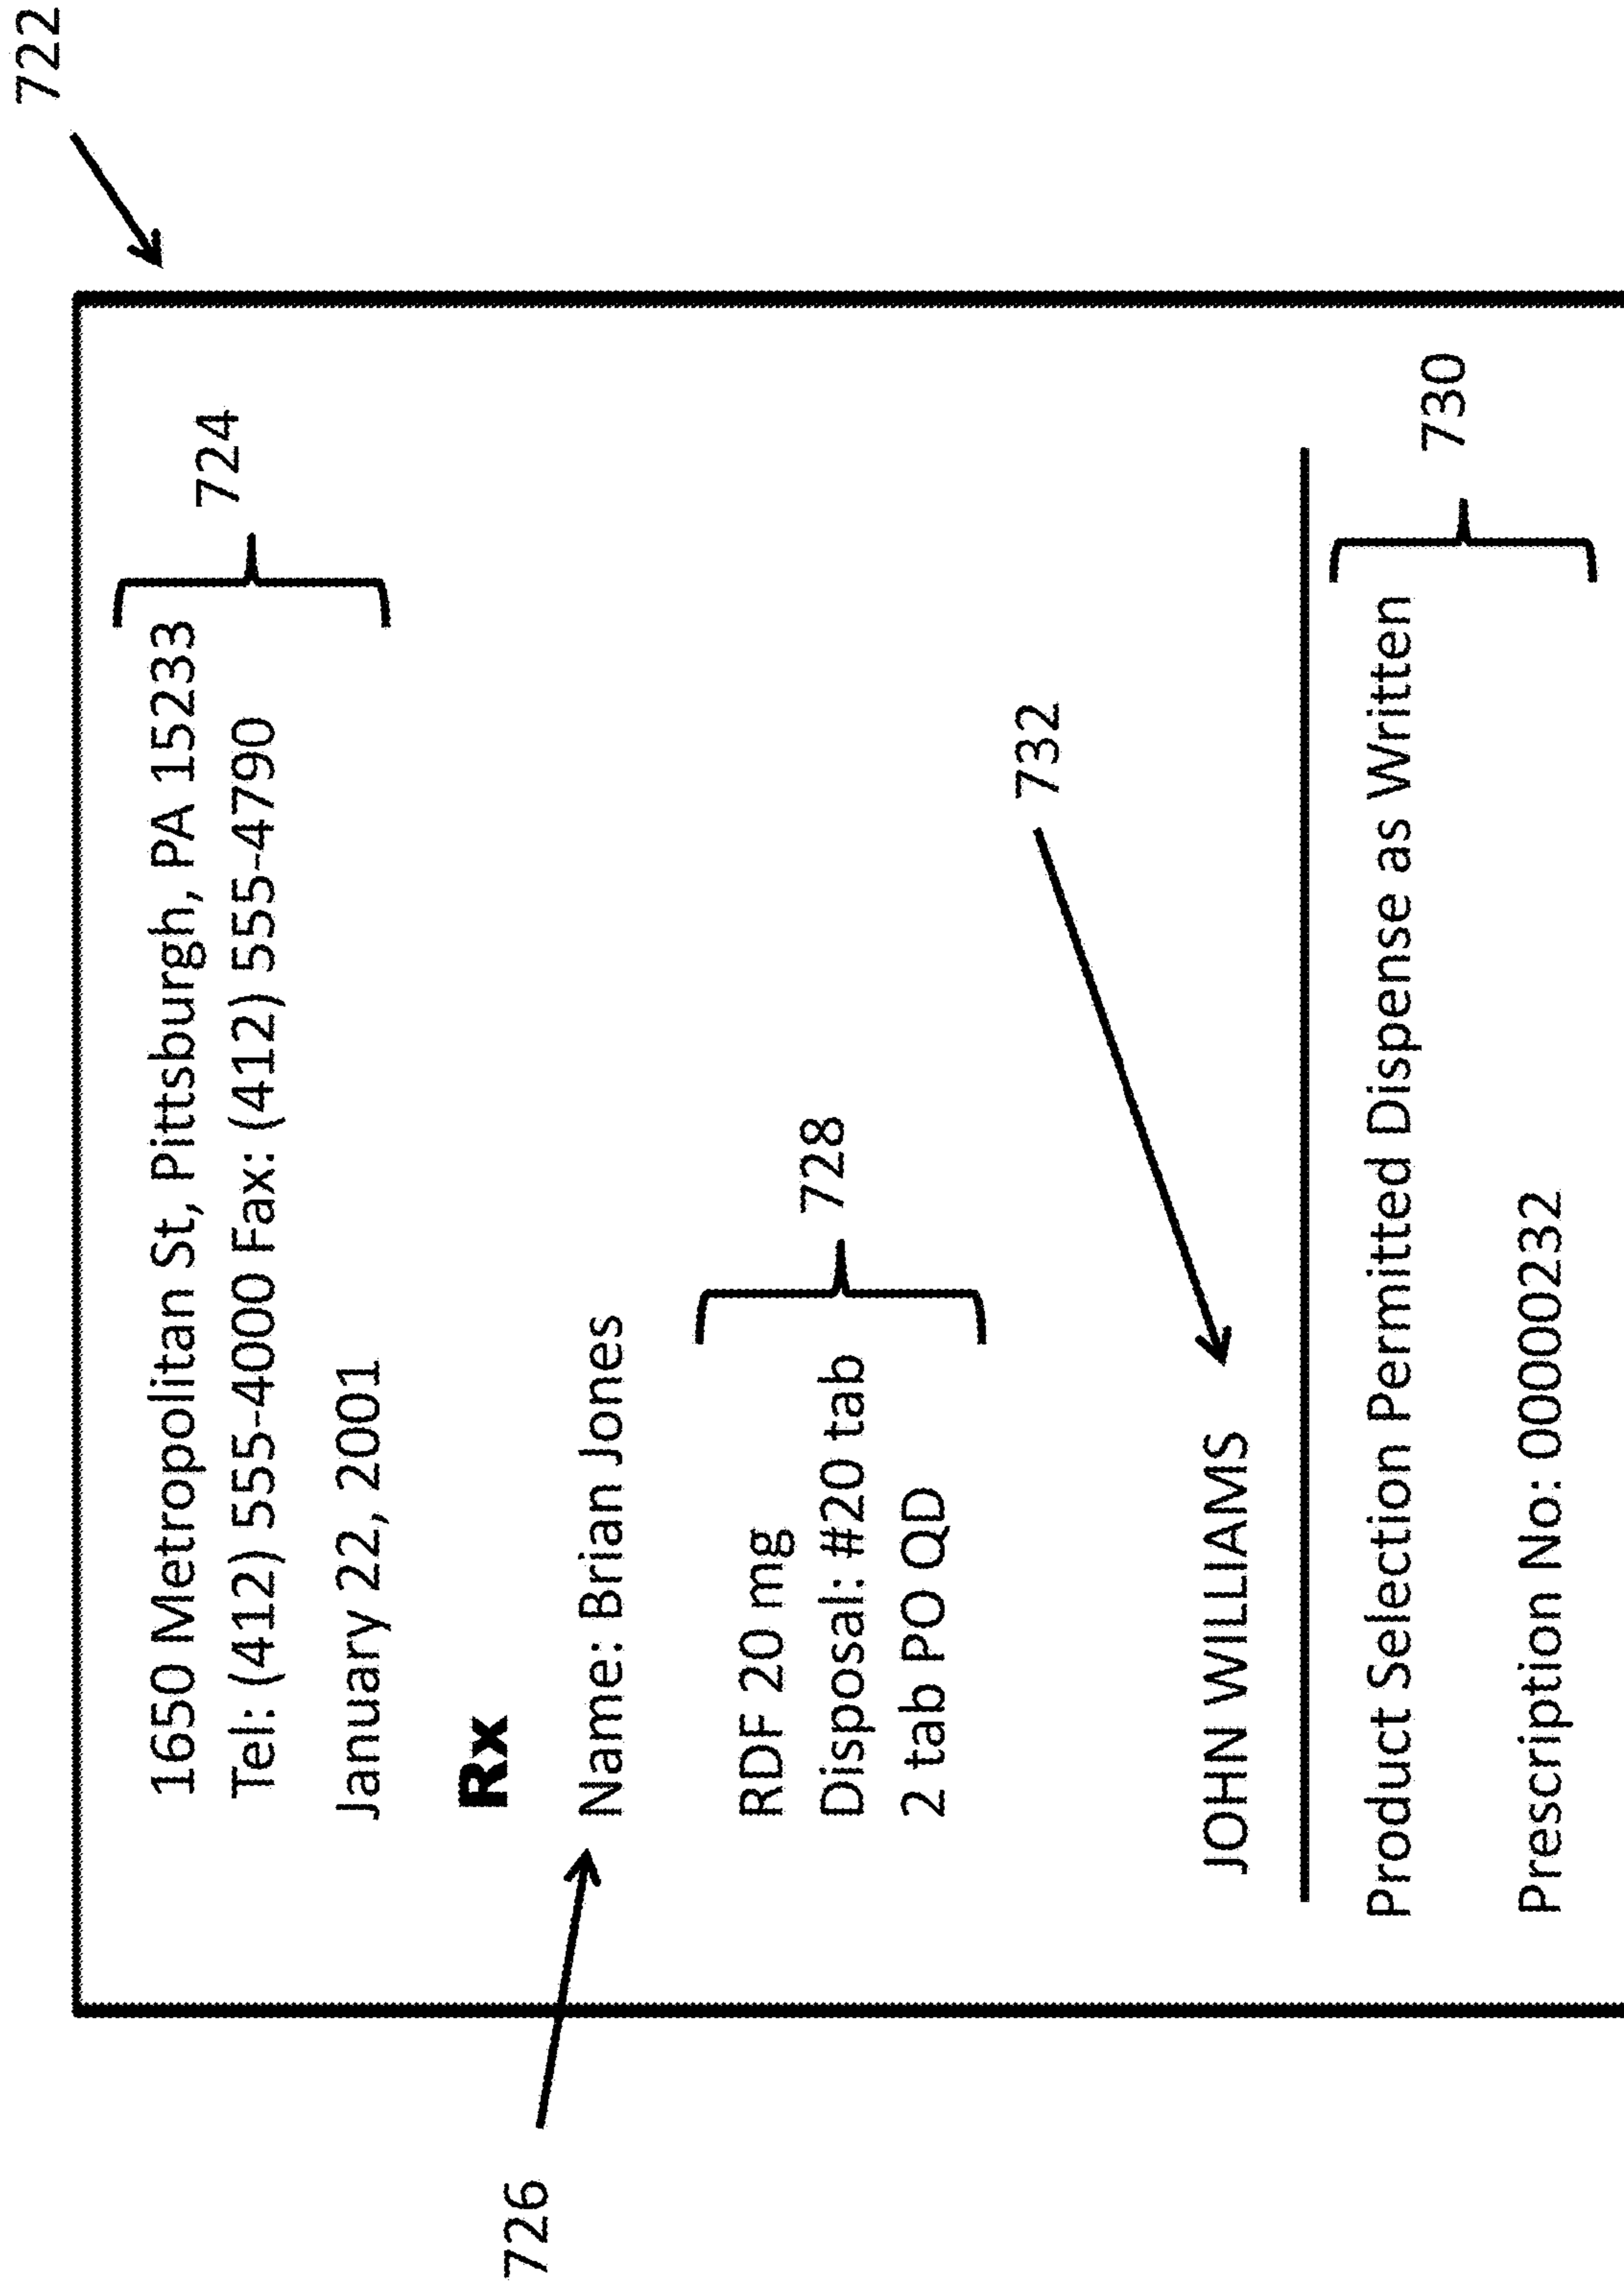 722
1650 Metropolitan St, Pittsburgh, PA 15233
Tel: (412) 555-4000 Fax: (412) 555-4790
724
January 22, 2001
Rx
726
Name: Brian Jones
RDF 20 mg
Disposal: #20 tab
2 tab PO QD
728
732
JOHN WILLIAMS
Product Selection Permitted Dispense as Written
730
Prescription No: 00000232